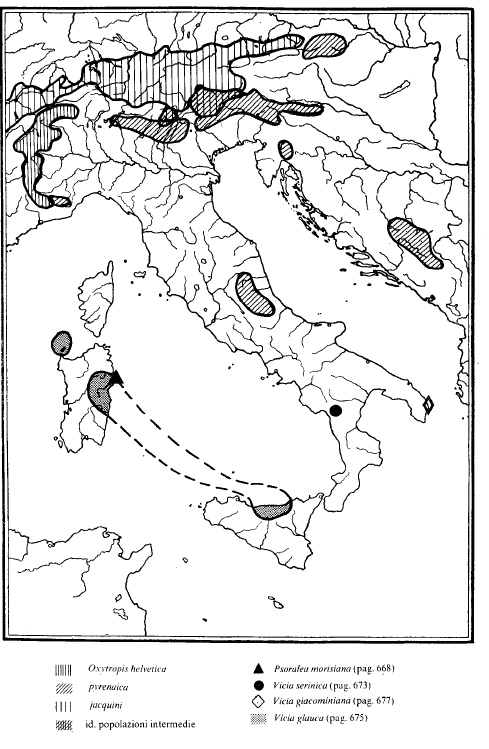 Oxytropis helvetica
pyrenaica
jacquini
id. popolazioni intermedie
Psoralea morisiana (pag. 668)
Vicia serinica (pag. 673)
Vicia giacominiana (pag. 677)
Vicia glauca (pag. 675)